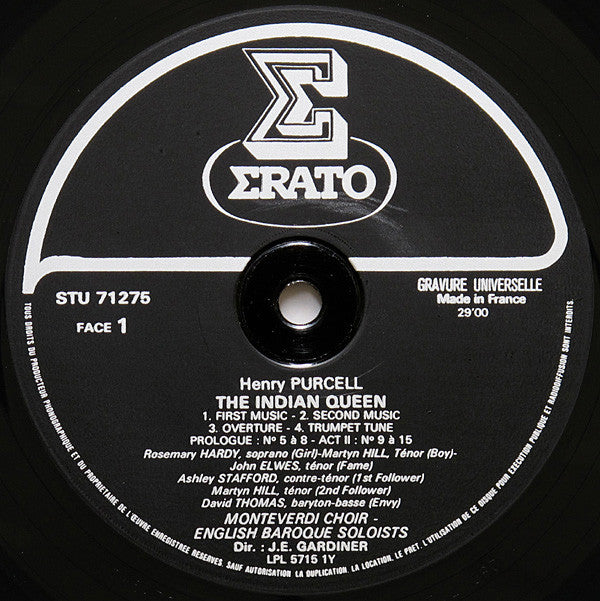 ΣRATO
STU 71275
FACE 1
GRAVURE UNIVERSELLE
Made in France
29'00
Henry PURCELL
THE INDIAN QUEEN
1. FIRST MUSIC - 2. SECOND MUSIC
3. OVERTURE - 4. TRUMPET TUNE
PROLOGUE : Nº 5 à 8 - ACT II : Nº 9 à 15
Rosemary HARDY, soprano (Girl)-Martyn HILL, Ténor (Boy)-
John ELWES, ténor (Fame)
Ashley STAFFORD, contre-ténor (1st Follower)
Martyn HILL, ténor (2nd Follower)
David THOMAS, baryton-basse (Envy)
MONTEVERDI CHOIR -
ENGLISH BAROQUE SOLOISTS
Dir. : J.E. GARDINER
LPL 5715 1Y
TOUS DROITS DU PRODUCTEUR PHONOGRAPHIQUE ET DU PROPRIETAIRE DE L'ŒUVRE ENREGISTREE RESERVES. SAUF AUTORISATION LA DUPLICATION, LA LOCATION, LE PRET, L'UTILISATION DE CE DISQUE POUR EXECUTION PUBLIQUE ET RADIODIFFUSION SONT INTERDITS.